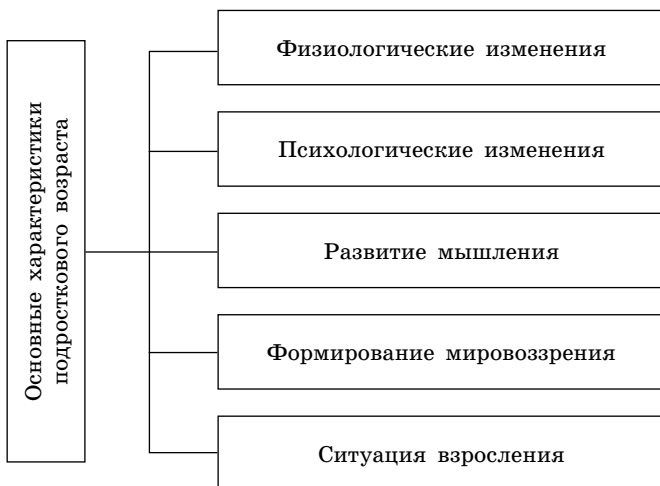 Основные характеристики
подросткового возраста
Физиологические изменения
Психологические изменения
Развитие мышления
Формирование мировоззрения
Ситуация взросления